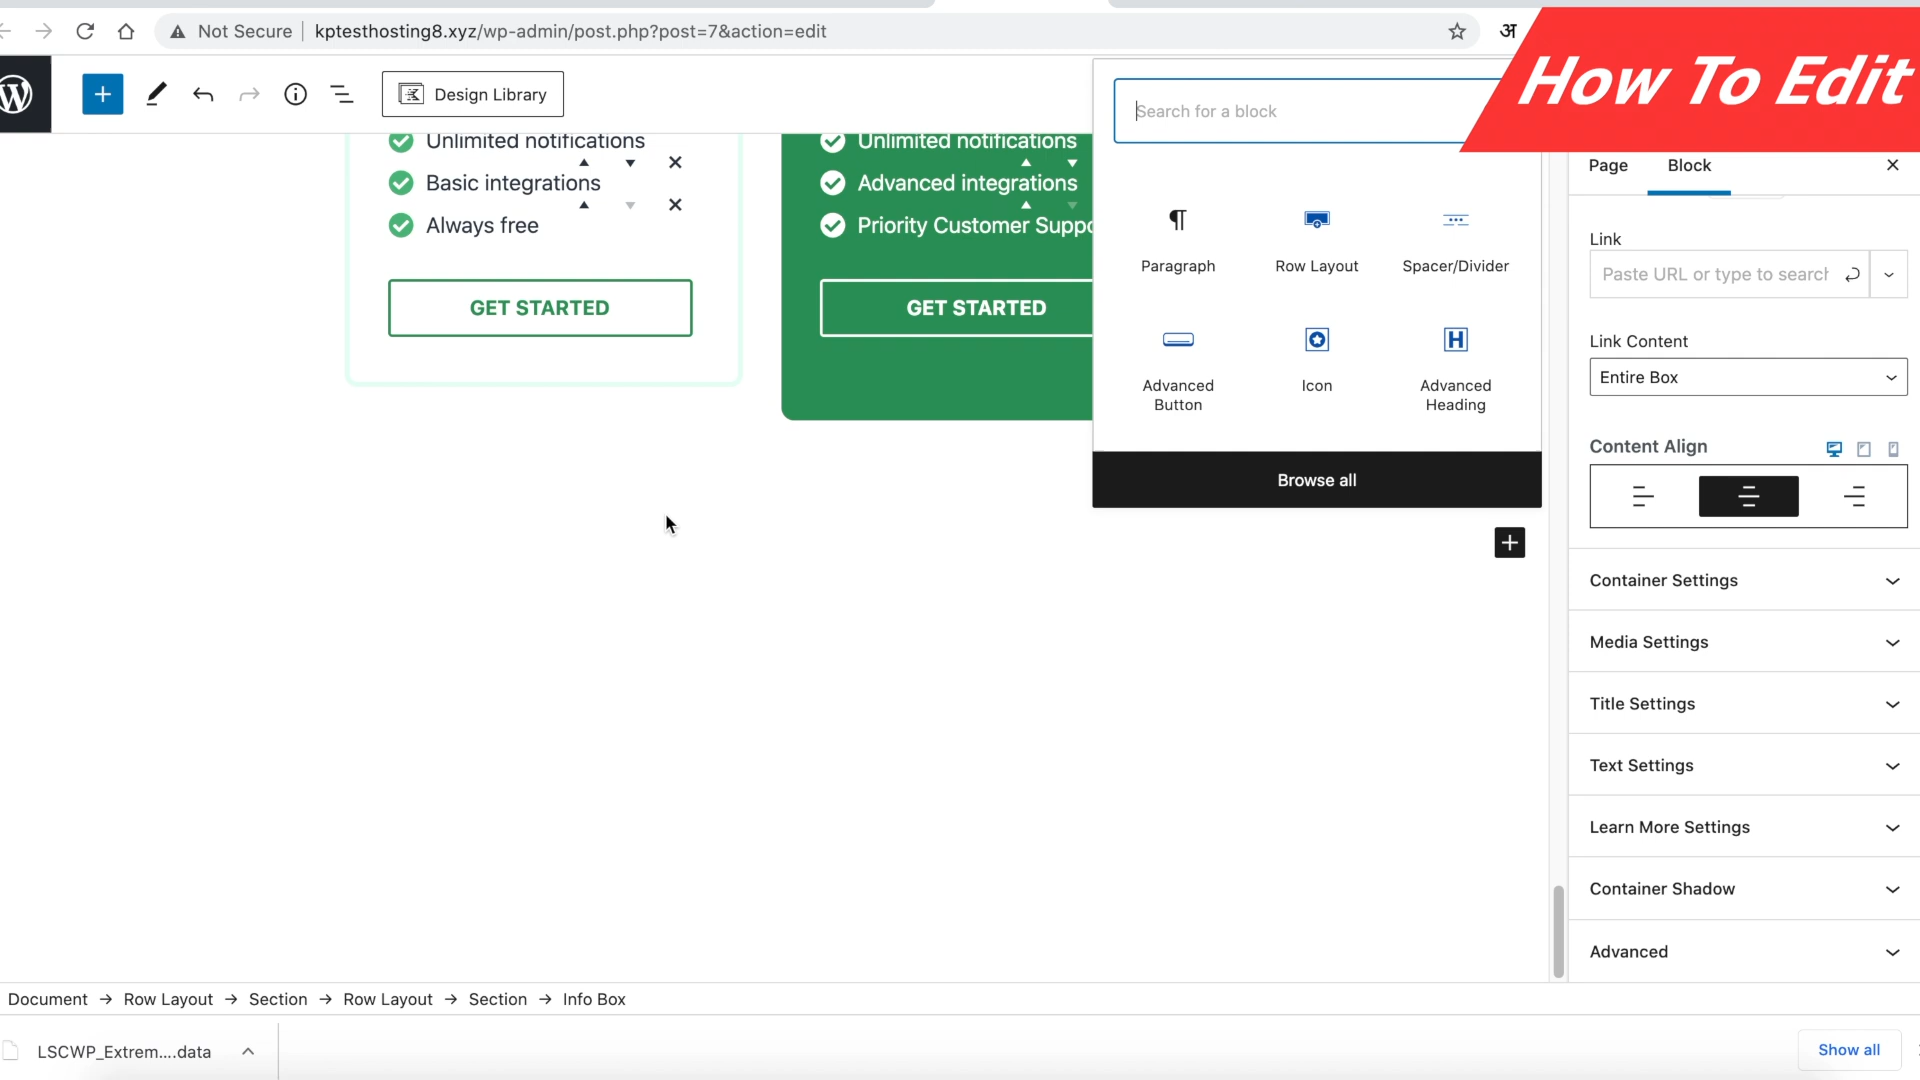 Not Secure
kptesthosting8.xyz/wp-admin/post.php?post=7&action=edit
अ
How To Edit
Design Library
Search for a block
Page
Block
Unlimited notifications
Basic integrations
Always free
GET STARTED
Unlimited notifications
Advanced integrations
Priority Customer Suppo
GET STARTED
Paragraph
Row Layout
Spacer/Divider
Advanced
Button
Icon
Advanced
Heading
Browse all
Link
Paste URL or type to search
Link Content
Entire Box
Content Align
Container Settings
Media Settings
Title Settings
Text Settings
Learn More Settings
Container Shadow
Advanced
Document → Row Layout → Section → Row Layout → Section → Info Box
LSCWP_Extrem....data
Show all